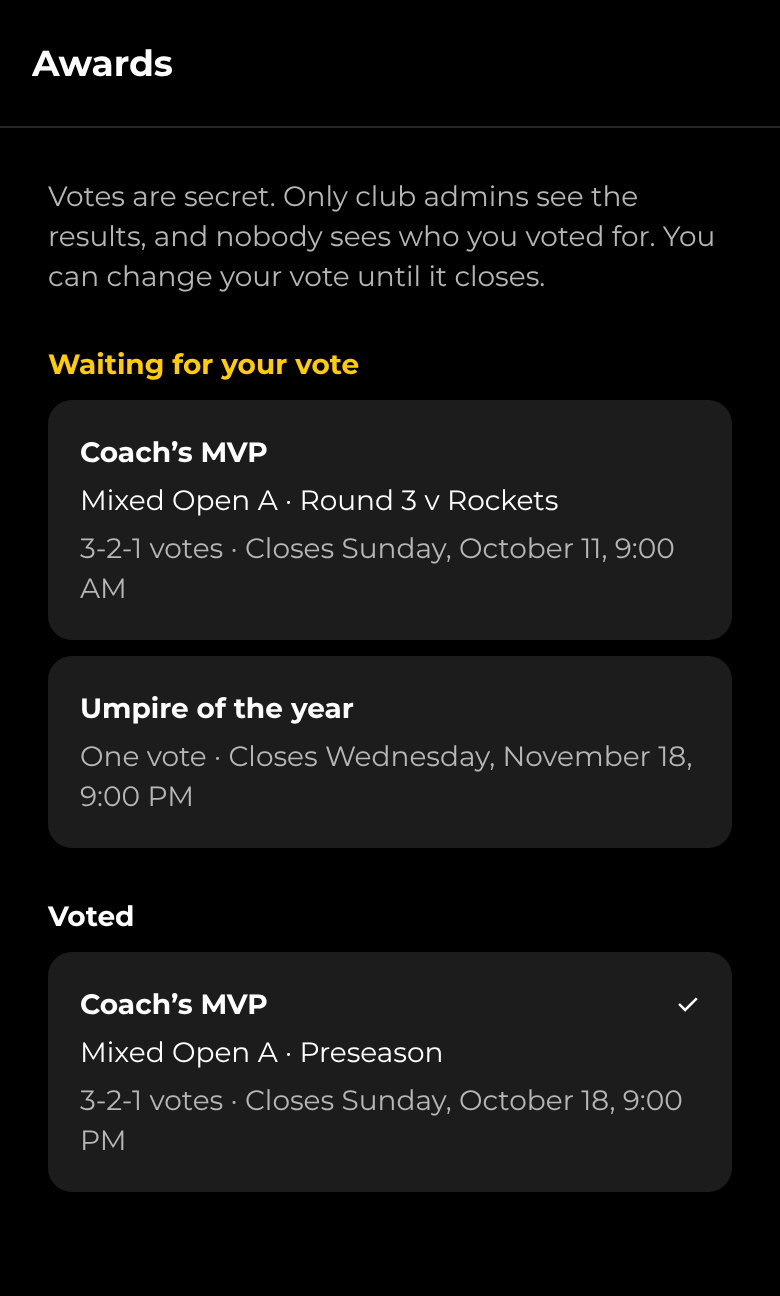 Awards
Votes are secret. Only club admins see the
results, and nobody sees who you voted for. You
can change your vote until it closes.
Waiting for your vote
Coach’s MVP
Mixed Open A · Round 3 v Rockets
3-2-1 votes · Closes Sunday, October 11, 9:00
AM
Umpire of the year
One vote · Closes Wednesday, November 18,
9:00 PM
Voted
Coach’s MVP
Mixed Open A · Preseason
3-2-1 votes · Closes Sunday, October 18, 9:00
PM